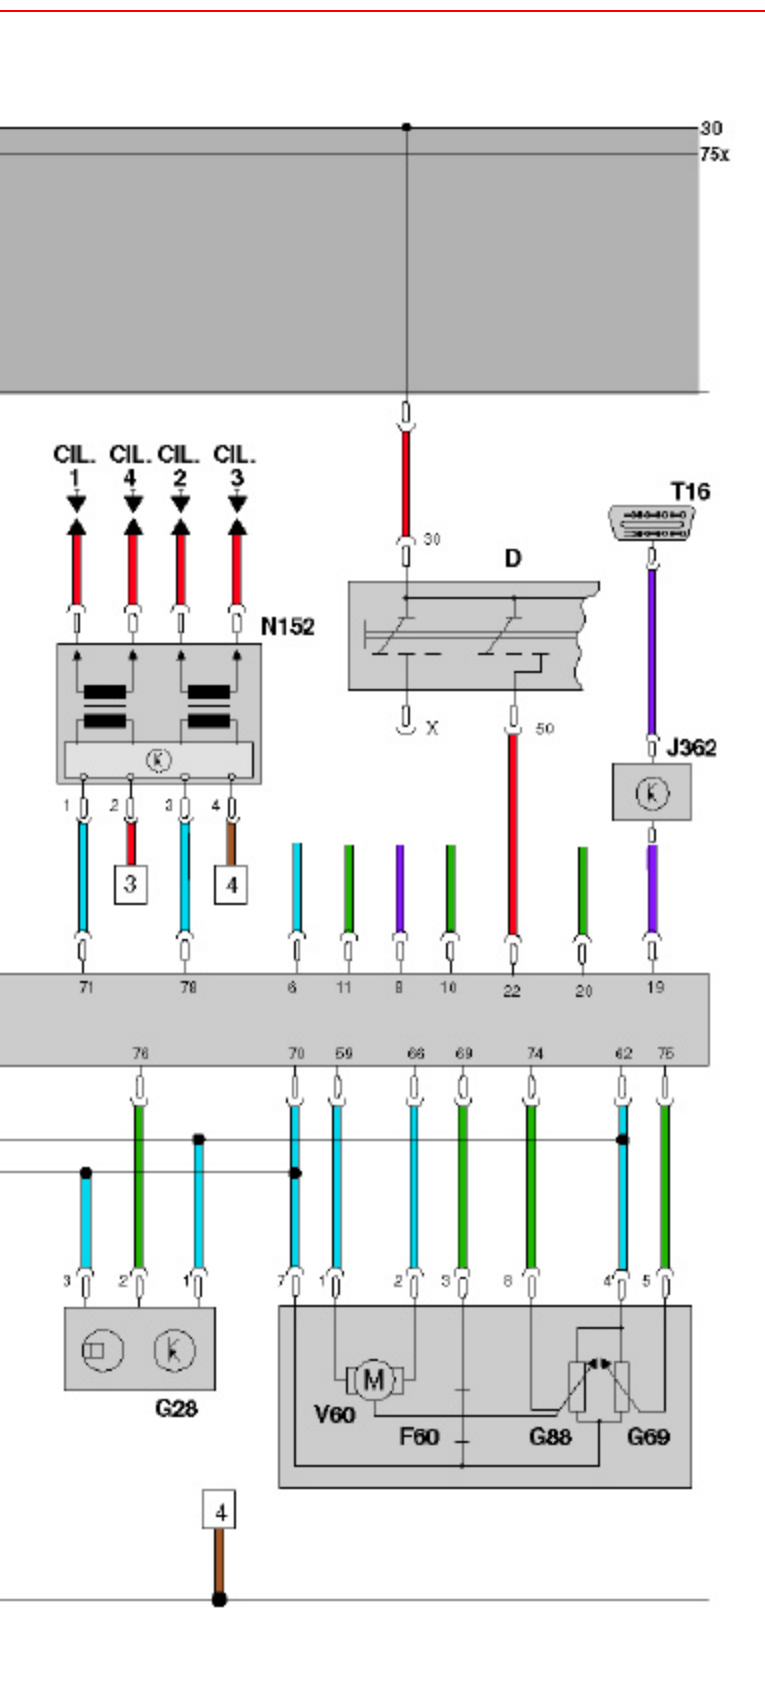 30
75x
CIL. CIL. CIL. CIL.
1 4 2 3
T16
30
D
N152
X 50
J362
K
K
1 2 3 4
3 4
71 78 6 11 8 10 22 20 19
76 70 59 66 69 74 62 75
3 2 1 7 1 2 3 8 4 5
K
M
G28
V60
F60 G88 G69
4